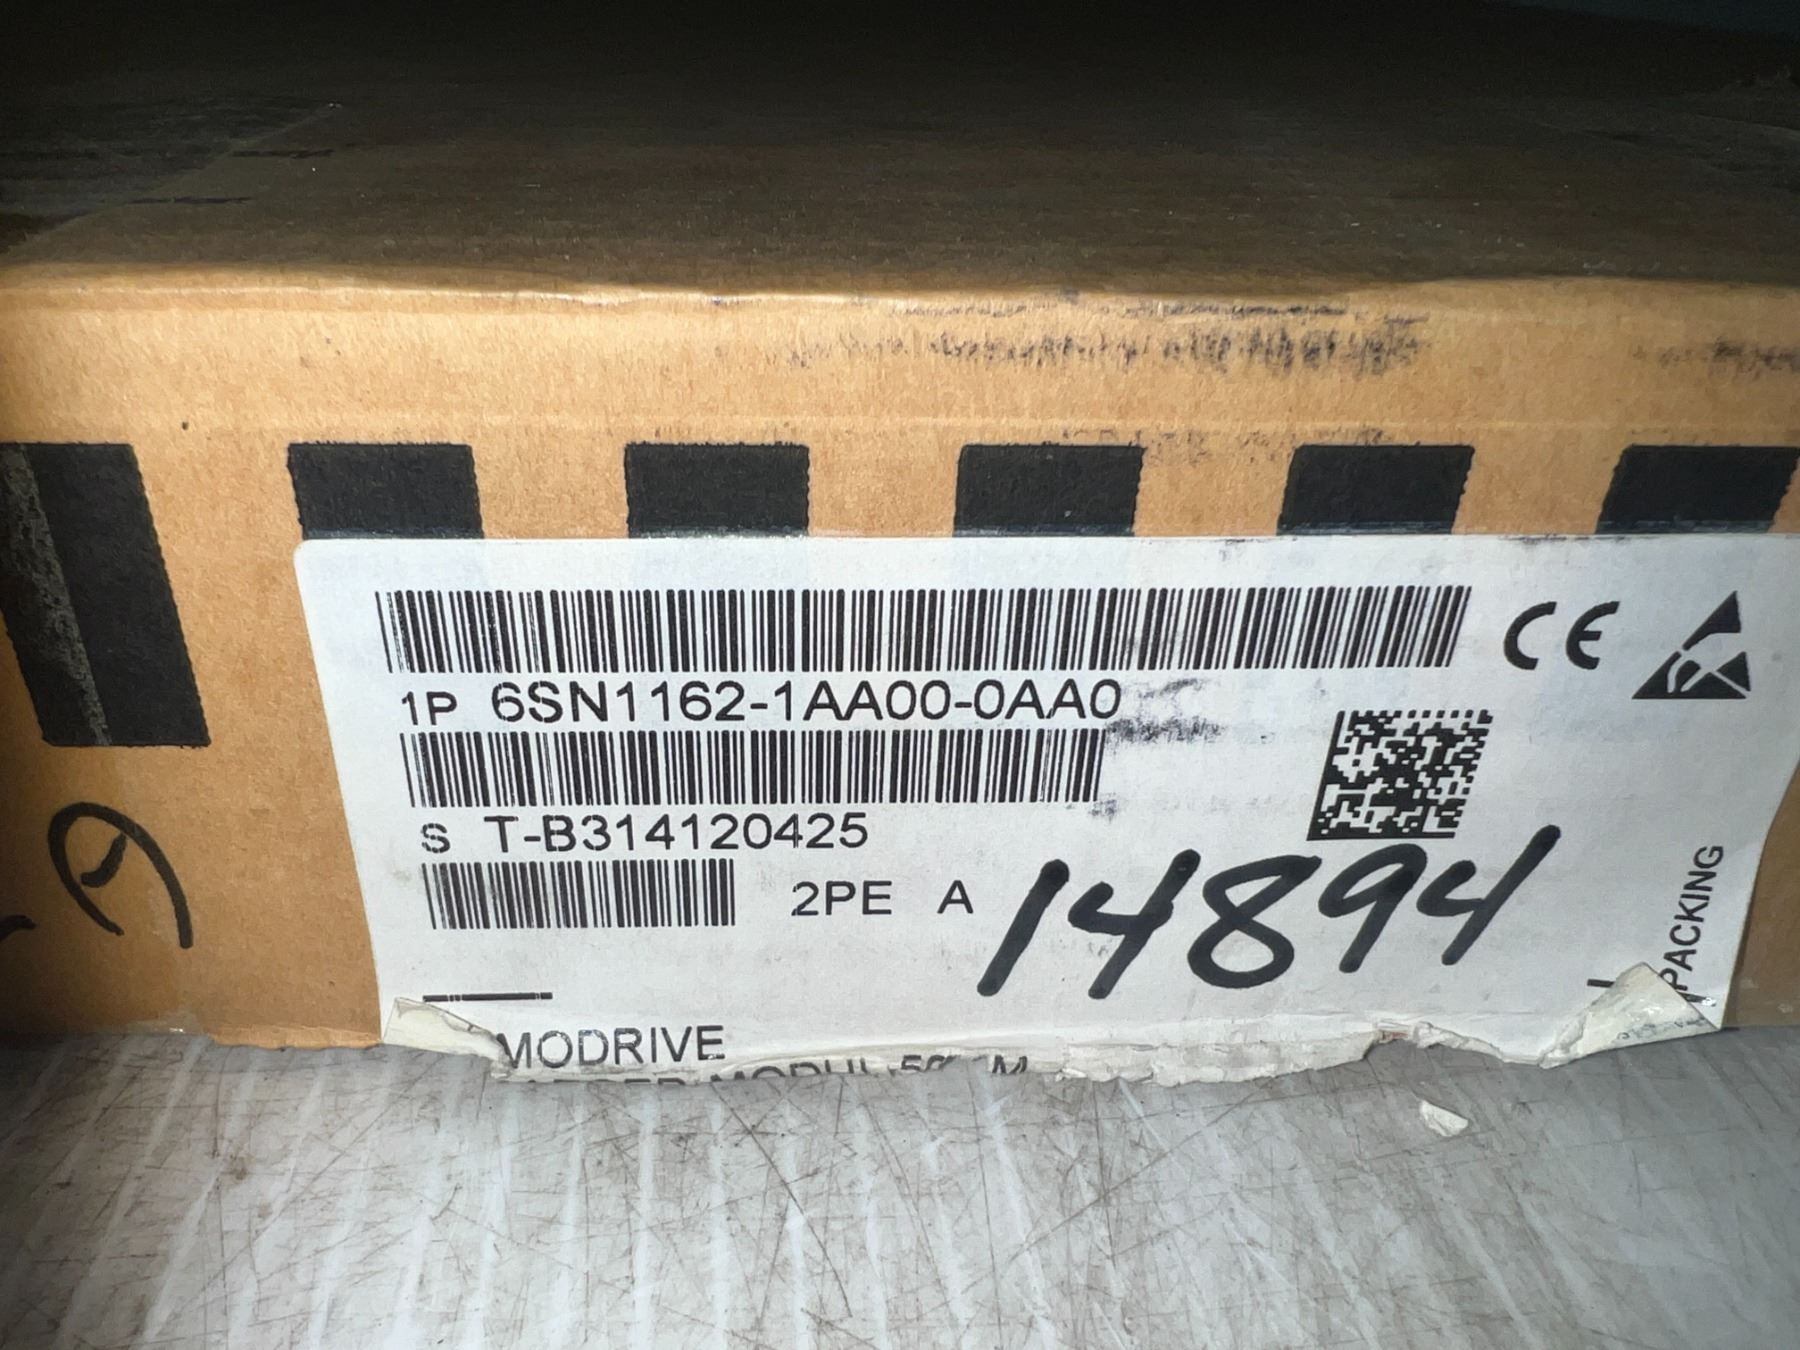 CE
1P 6SN1162-1AA00-0AA0
S T-B314120425
2PE A
14894
PACKING
MODRIVE